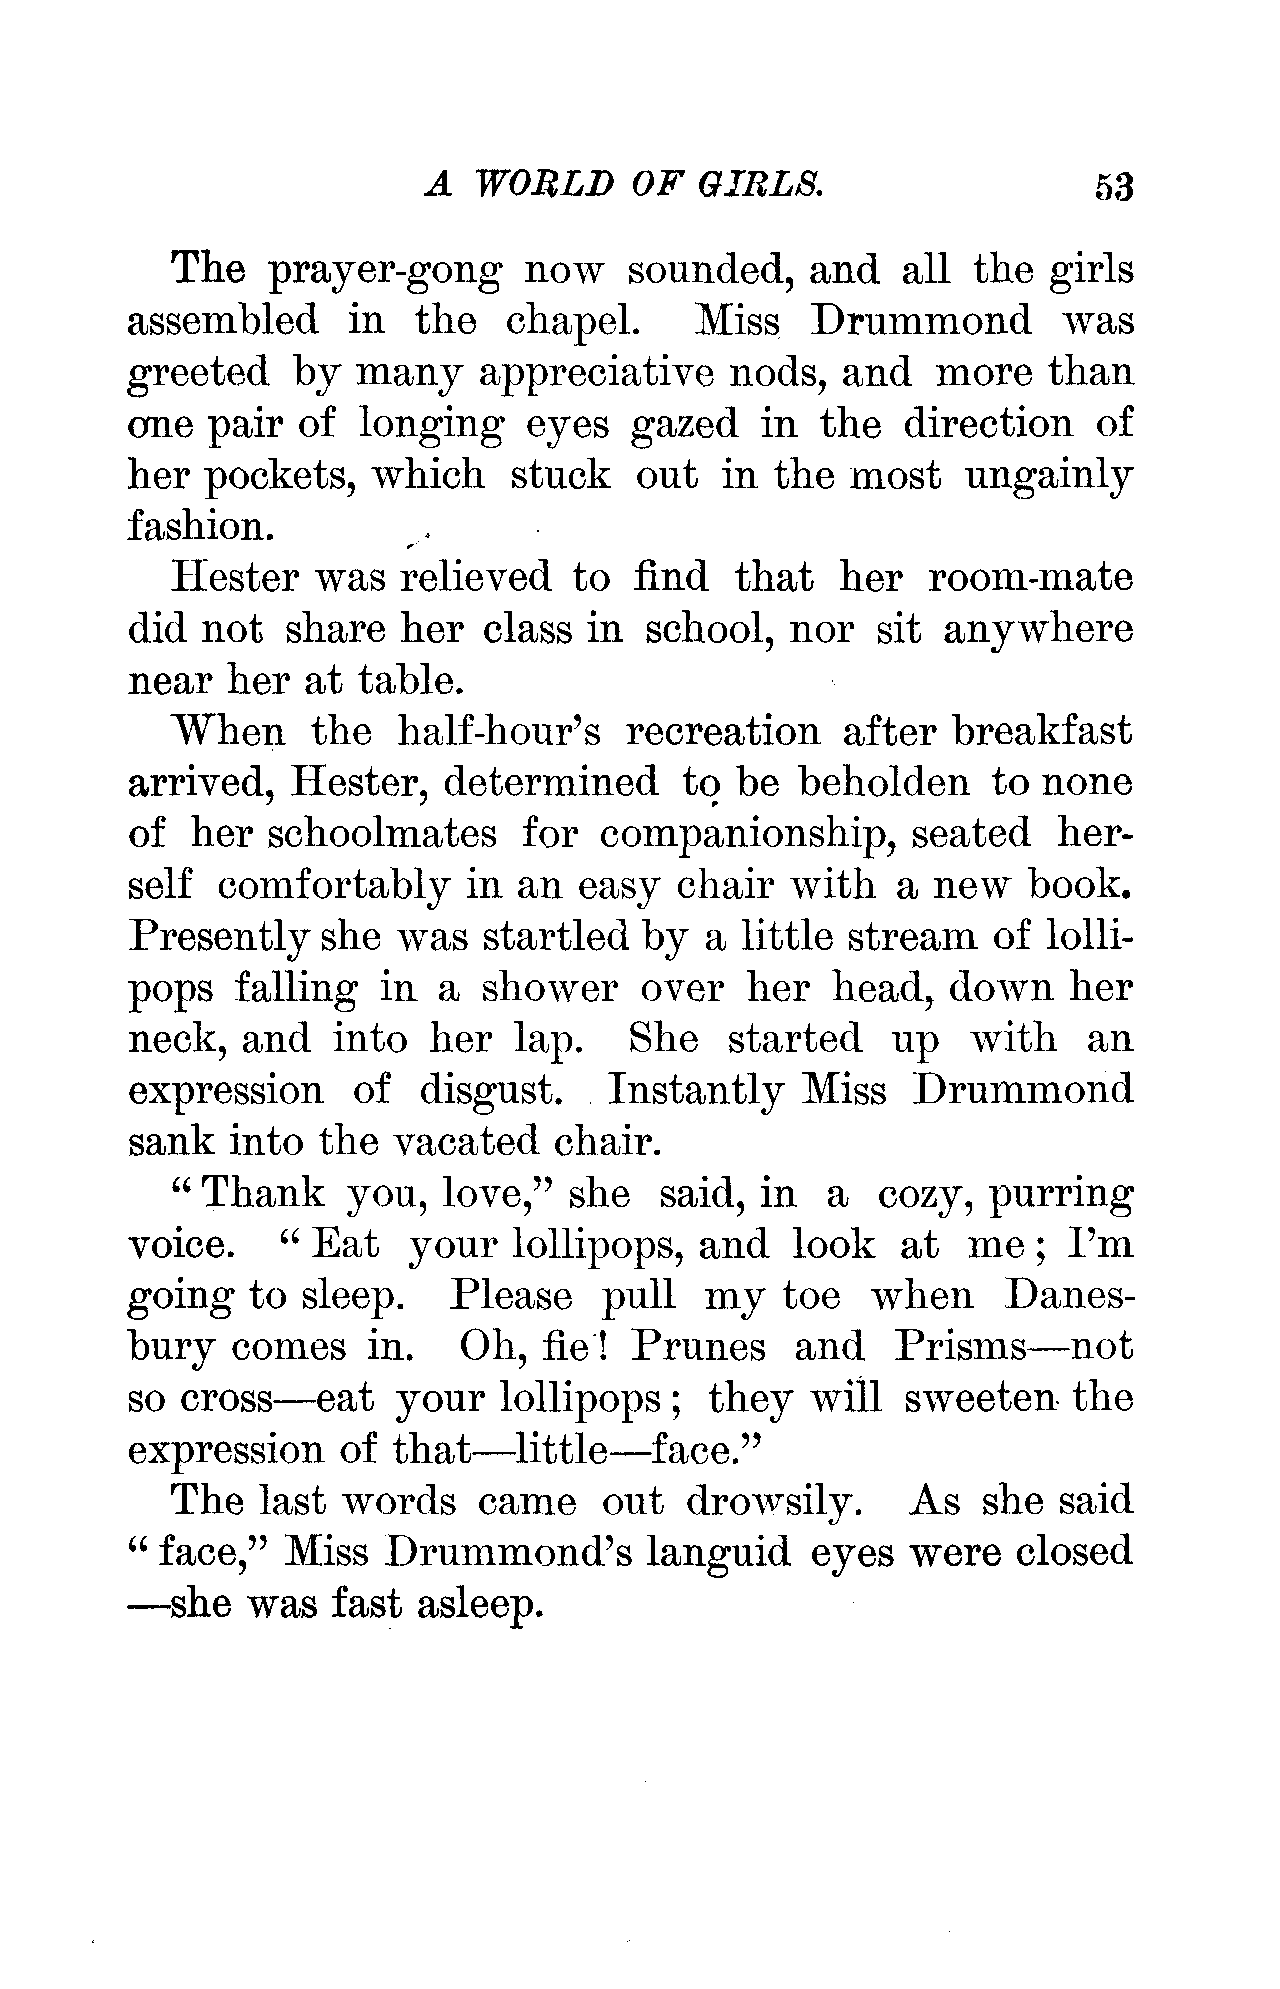 A WORLD OF GIRLS. 53
The prayer-gong now sounded, and all the girls
assembled in the chapel. Miss Drummond was
greeted by many appreciative nods, and more than
one pair of longing eyes gazed in the direction of
her pockets, which stuck out in the most ungainly
fashion.
Hester was relieved to find that her room-mate
did not share her class in school, nor sit anywhere
near her at table.
When the half-hour's recreation after breakfast
arrived, Hester, determined to be beholden to none
of her schoolmates for companionship, seated her-
self comfortably in an easy chair with a new book.
Presently she was startled by a little stream of lolli-
pops falling in a shower over her head, down her
neck, and into her lap. She started up with an
expression of disgust. Instantly Miss Drummond
sank into the vacated chair.
"Thank you, love," she said, in a cozy, purring
voice. "Eat your lollipops, and look at me; I'm
going to sleep. Please pull my toe when Danes-
bury comes in. Oh, fie! Prunes and Prisms—not
so cross—eat your lollipops; they will sweeten the
expression of that—little—face."
The last words came out drowsily. As she said
"face," Miss Drummond's languid eyes were closed
—she was fast asleep.